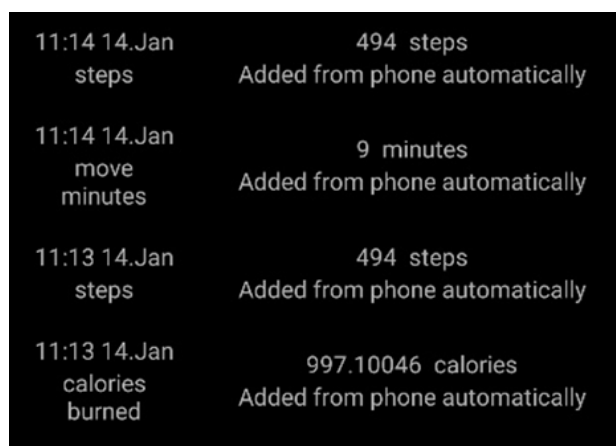 11:14 14.Jan
steps
494 steps
Added from phone automatically
11:14 14.Jan
move
minutes
9 minutes
Added from phone automatically
11:13 14.Jan
steps
494 steps
Added from phone automatically
11:13 14.Jan
calories
burned
997.10046 calories
Added from phone automatically